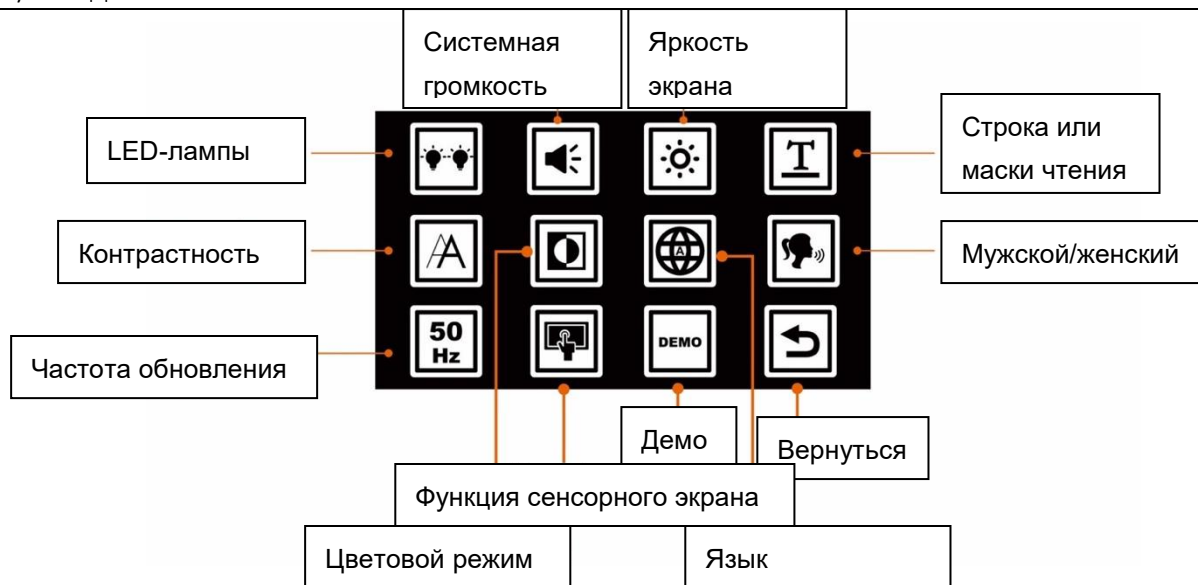 Системная
громкость
Яркость
экрана
LED-лампы
Строка или
маски чтения
T
Контрастность
A
A
Мужской/женский
50
Hz
DEMO
Частота обновления
Демо
Вернуться
Функция сенсорного экрана
Цветовой режим
Язык